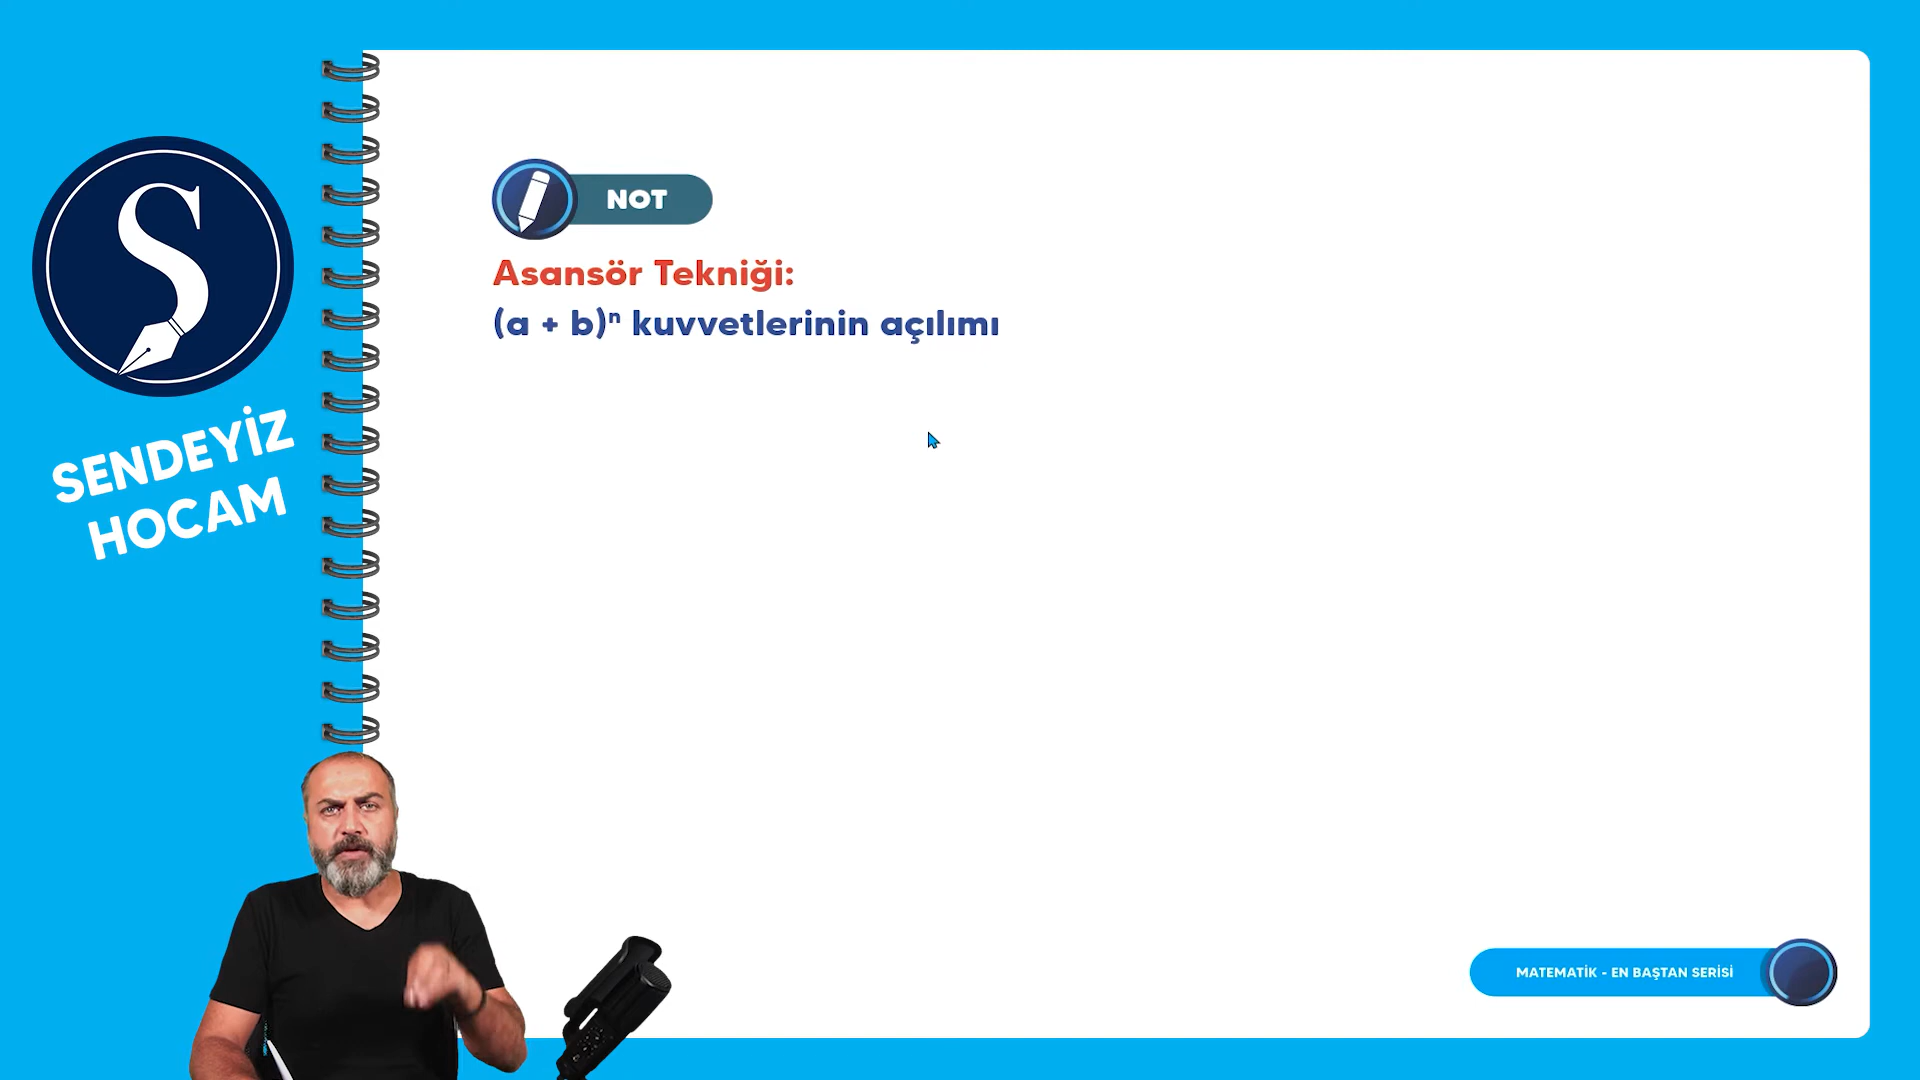 S
SENDEYİZ
HOCAM
NOT
Asansör Tekniği:
(a + b)ⁿ kuvvetlerinin açılımı
MATEMATİK - EN BAŞTAN SERİSİ